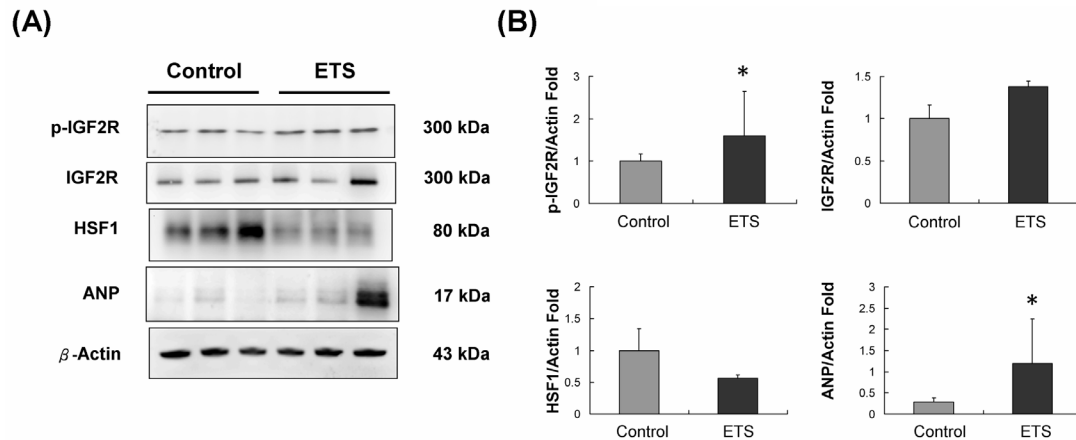 (A)
Control ETS
p-IGF2R 300 kDa
IGF2R 300 kDa
HSF1 80 kDa
ANP 17 kDa
β-Actin 43 kDa
(B)
p-IGF2R/Actin Fold
3
2
1
0
*
Control ETS
IGF2R/Actin Fold
1.5
1
0.5
0
Control ETS
HSF1/Actin Fold
2
1.5
1
0.5
0
Control ETS
ANP/Actin Fold
3
2.5
2
1.5
1
0.5
0
*
Control ETS